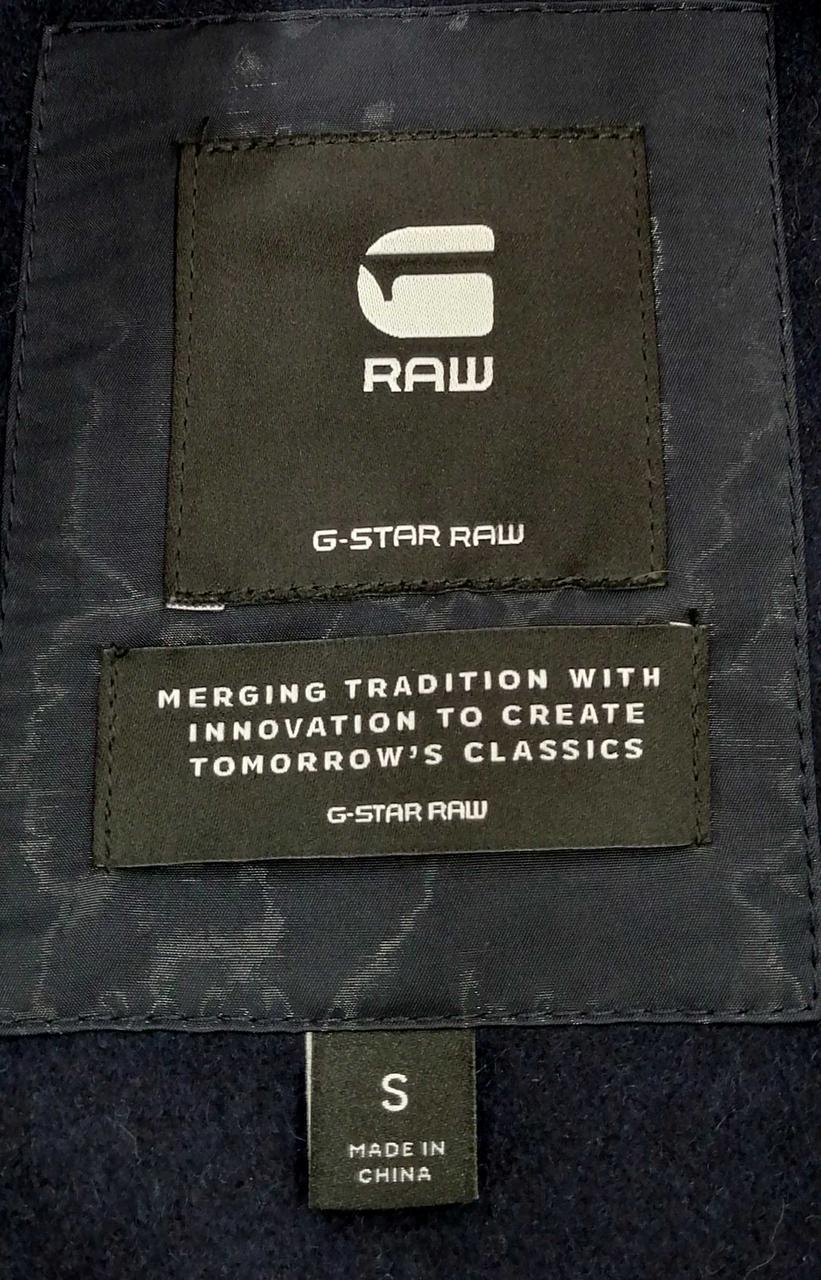 G
RAW
G-STAR RAW
MERGING TRADITION WITH
INNOVATION TO CREATE
TOMORROW'S CLASSICS
G-STAR RAW
S
MADE IN
CHINA